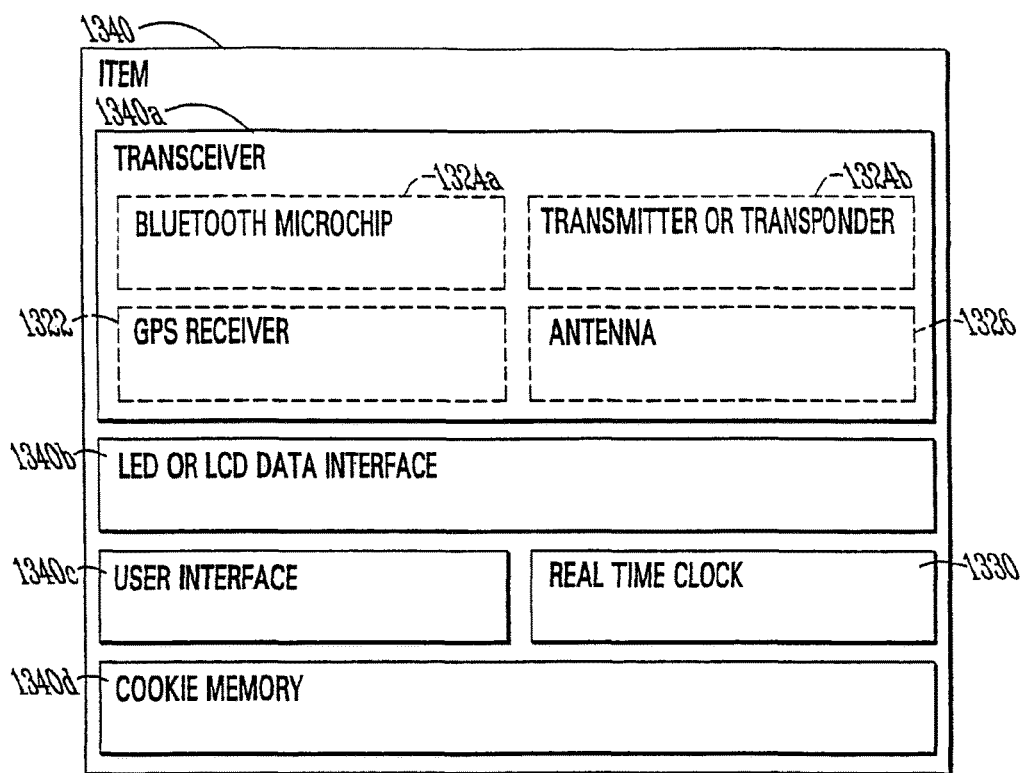 1340
ITEM
1340a
TRANSCEIVER
1324a
1324b
BLUETOOTH MICROCHIP
TRANSMITTER OR TRANSPONDER
1322
GPS RECEIVER
ANTENNA
1326
1340b
LED OR LCD DATA INTERFACE
1340c
USER INTERFACE
REAL TIME CLOCK
1330
1340d
COOKIE MEMORY